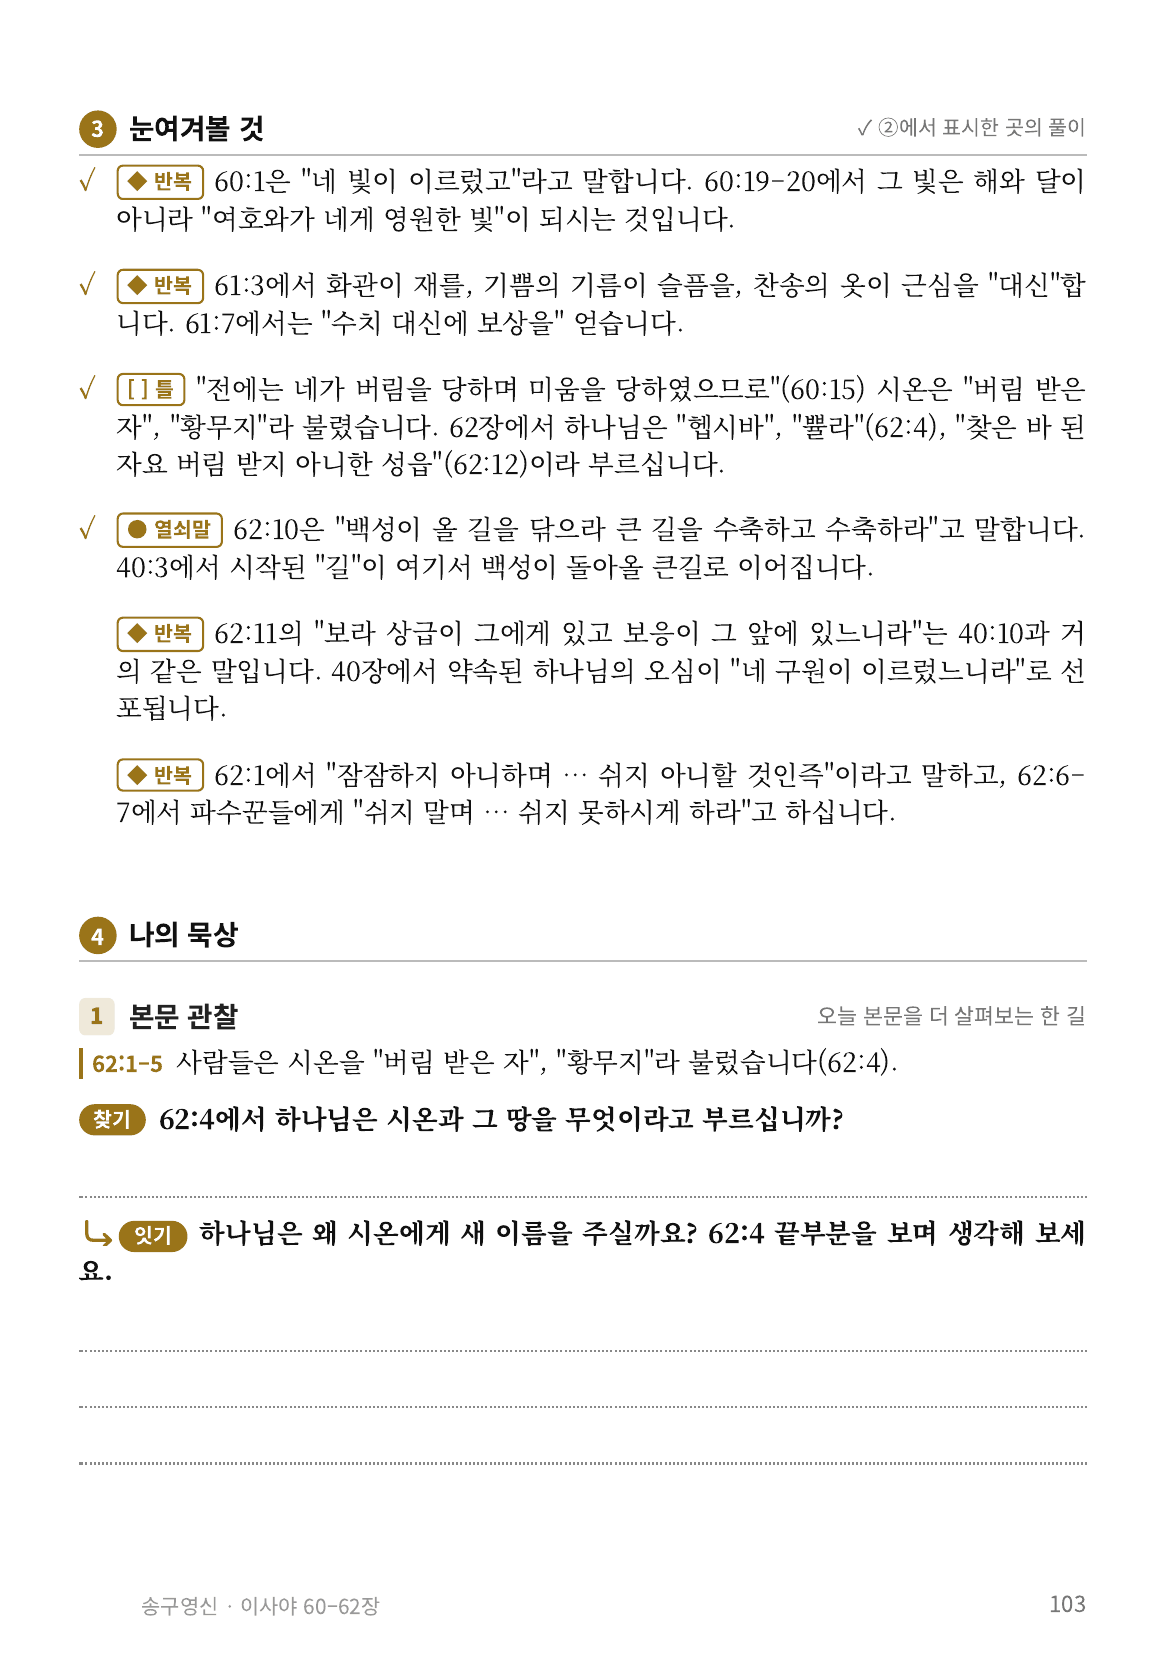 3 눈여겨볼 것
✓ ②에서 표시한 곳의 풀이
✓ ◆ 반복 60:1은 "네 빛이 이르렀고"라고 말합니다. 60:19-20에서 그 빛은 해와 달이
아니라 "여호와가 네게 영원한 빛"이 되시는 것입니다.
✓ ◆ 반복 61:3에서 화관이 재를, 기쁨의 기름이 슬픔을, 찬송의 옷이 근심을 "대신"합
니다. 61:7에서는 "수치 대신에 보상을" 얻습니다.
✓ [ ] 틀 "전에는 네가 버림을 당하며 미움을 당하였으므로"(60:15) 시온은 "버림 받은
자", "황무지"라 불렸습니다. 62장에서 하나님은 "헵시바", "쁄라"(62:4), "찾은 바 된
자요 버림 받지 아니한 성읍"(62:12)이라 부르십니다.
✓ ● 열쇠말 62:10은 "백성이 올 길을 닦으라 큰 길을 수축하고 수축하라"고 말합니다.
40:3에서 시작된 "길"이 여기서 백성이 돌아올 큰길로 이어집니다.
◆ 반복 62:11의 "보라 상급이 그에게 있고 보응이 그 앞에 있느니라"는 40:10과 거
의 같은 말입니다. 40장에서 약속된 하나님의 오심이 "네 구원이 이르렀느니라"로 선
포됩니다.
◆ 반복 62:1에서 "잠잠하지 아니하며 … 쉬지 아니할 것인즉"이라고 말하고, 62:6-
7에서 파수꾼들에게 "쉬지 말며 … 쉬지 못하시게 하라"고 하십니다.
4 나의 묵상
1 본문 관찰
오늘 본문을 더 살펴보는 한 길
62:1-5 사람들은 시온을 "버림 받은 자", "황무지"라 불렀습니다(62:4).
찾기 62:4에서 하나님은 시온과 그 땅을 무엇이라고 부르십니까?
잇기 하나님은 왜 시온에게 새 이름을 주실까요? 62:4 끝부분을 보며 생각해 보세
요.
송구영신 · 이사야 60-62장
103